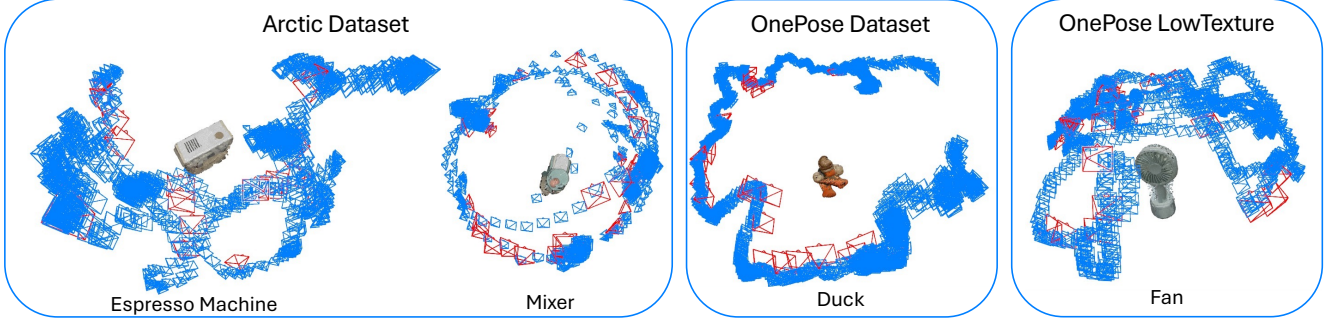 Arctic Dataset
Espresso Machine
Mixer
OnePose Dataset
Duck
OnePose LowTexture
Fan